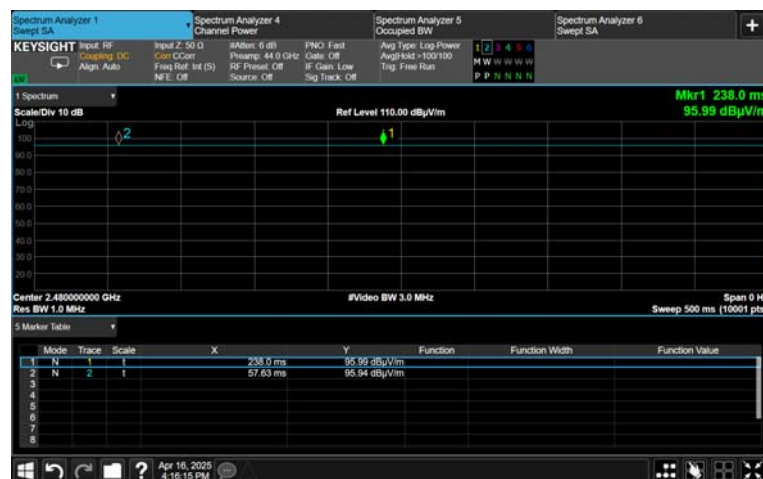 Spectrum Analyzer 1
Swept SA
Spectrum Analyzer 4
Channel Power
Spectrum Analyzer 5
Occupied BW
Spectrum Analyzer 6
Swept SA
+
KEYSIGHT
Input: RF
Coupling: DC
Align: Auto
Input Z: 50 Ω
Corr CCorr
Freq Ref: Int (S)
NFE: Off
#Atten: 6 dB
Preamp: 44.0 GHz
RF Preset: Off
Source: Off
PNO: Fast
Gate: Off
IF Gain: Low
Sig Track: Off
Avg Type: Log-Power
Avg|Hold:>100/100
Trig: Free Run
1 2 3 4 5 6
M W W W W W
P P N N N N
1 Spectrum
Scale/Div 10 dB
Ref Level 110.00 dBµV/m
Mkr1 238.0 ms
95.99 dBµV/m
Log
100
90.0
80.0
70.0
60.0
50.0
40.0
30.0
20.0
2
1
Center 2.480000000 GHz
Res BW 1.0 MHz
#Video BW 3.0 MHz
Span 0 H
Sweep 500 ms (10001 pts
5 Marker Table
Mode Trace Scale X Y Function Function Width Function Value
1 N 1 t 238.0 ms 95.99 dBµV/m
2 N 2 t 57.63 ms 95.94 dBµV/m
3
4
5
6
7
8
?
Apr 16, 2025
4:16:15 PM